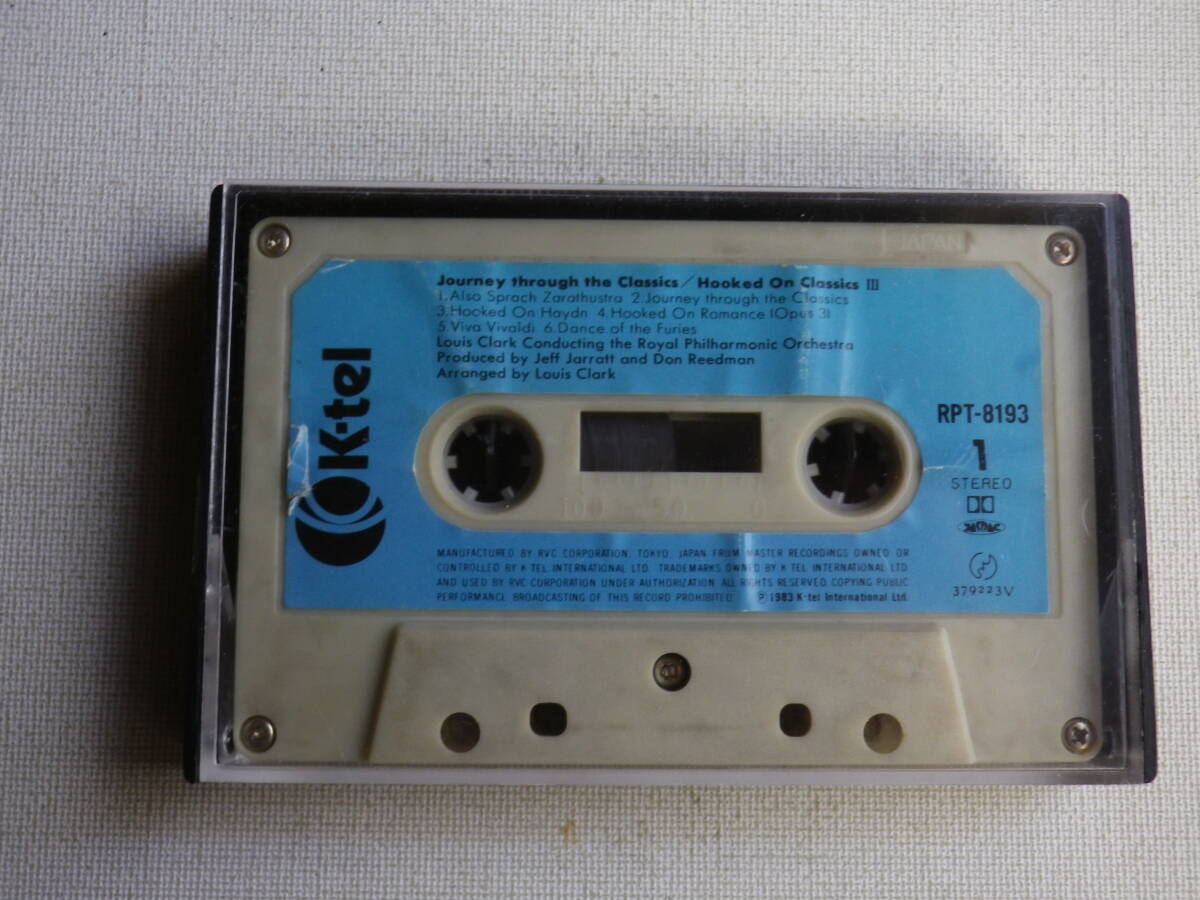 JAPAN
Journey through the Classics/Hooked On Classics III
1.Also Sprach Zarathustra 2.Journey through the Classics
3.Hooked On Haydn 4.Hooked On Romance (Opus 3)
5.Viva Vivaldi 6.Dance of the Furies
Louis Clark Conducting the Royal Philharmonic Orchestra
Produced by Jeff Jarratt and Don Reedman
Arranged by Louis Clark
K-tel
RPT-8193
1
STEREO
100 50 0
MANUFACTURED BY RVC CORPORATION, TOKYO, JAPAN FRUM MASTER RECORDINGS OWNED OR
CONTROLLED BY K-TEL INTERNATIONAL LTD. TRADEMARKS OWNED BY K-TEL INTERNATIONAL LTD
AND USED BY RVC CORPORATION UNDER AUTHORIZATION ALL RIGHTS RESERVED. COPYING PUBLIC
PERFORMANCE BROADCASTING OF THIS RECORD PROHIBITED ℗ 1983 K-tel International Ltd.
379223V